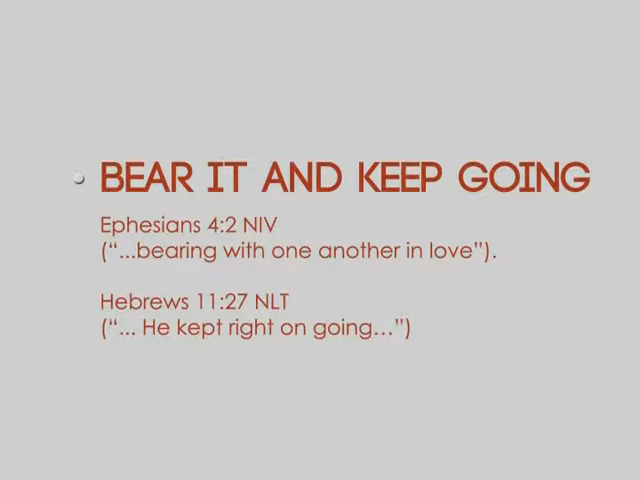 BEAR IT AND KEEP GOING
Ephesians 4:2 NIV
(“...bearing with one another in love”).
Hebrews 11:27 NLT
(“... He kept right on going…”)